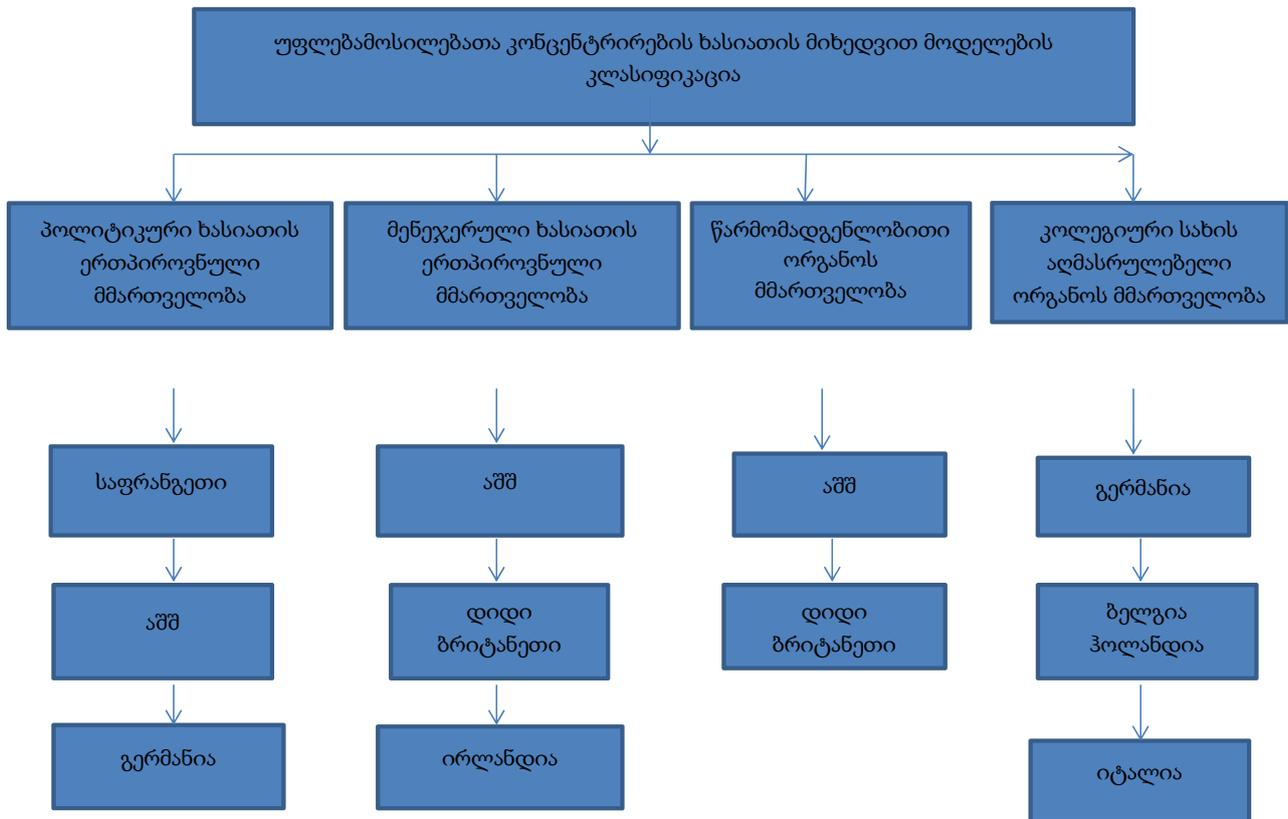 უფლებამოსილებათა კონცენტრირების ხასიათის მიხედვით მოდელების
კლასიფიკაცია
პოლიტიკური ხასიათის
ერთპიროვნული
მმართველობა
მენეჯერული ხასიათის
ერთპიროვნული
მმართველობა
წარმომადგენლობითი
ორგანოს
მმართველობა
კოლეგიური სახის
აღმასრულებელი
ორგანოს მმართველობა
საფრანგეთი
აშშ
გერმანია
აშშ
დიდი
ბრიტანეთი
ირლანდია
აშშ
დიდი
ბრიტანეთი
გერმანია
ბელგია
ჰოლანდია
იტალია